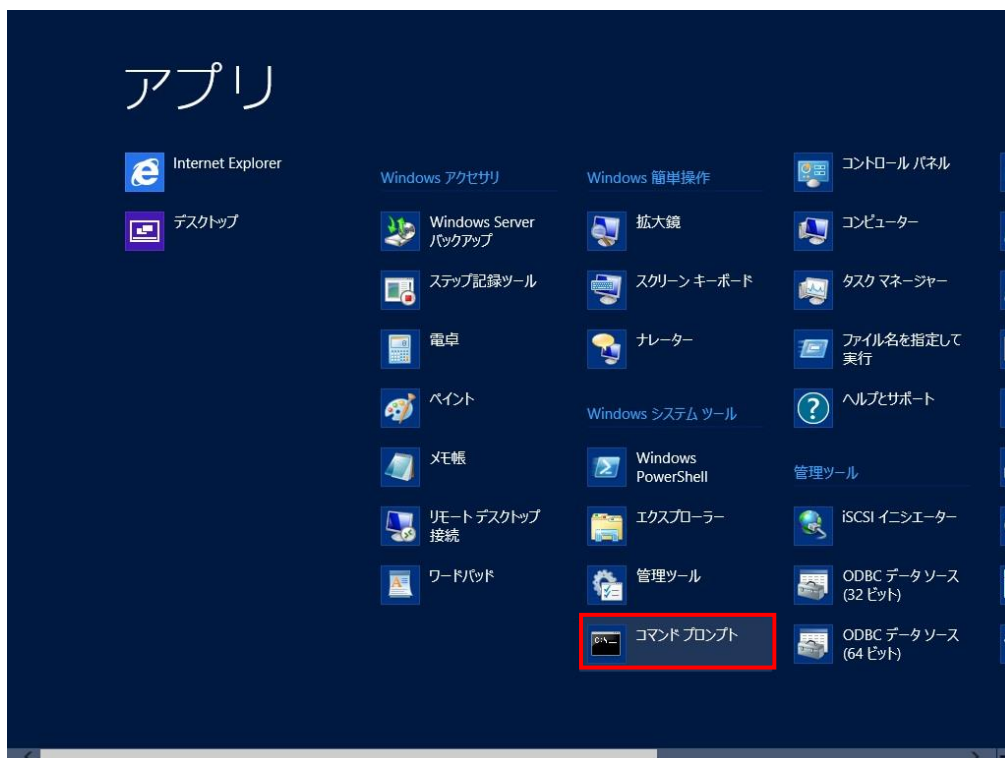 アプリ
Internet Explorer
デスクトップ
Windows アクセサリ
Windows Server
バックアップ
ステップ記録ツール
電卓
ペイント
メモ帳
リモート デスクトップ
接続
ワードパッド
Windows 簡単操作
拡大鏡
スクリーン キーボード
ナレーター
Windows システム ツール
Windows
PowerShell
エクスプローラー
管理ツール
C:\_
コマンド プロンプト
コントロール パネル
コンピューター
タスク マネージャー
ファイル名を指定して
実行
ヘルプとサポート
管理ツール
iSCSI イニシエーター
ODBC データ ソース
(32 ビット)
ODBC データ ソース
(64 ビット)